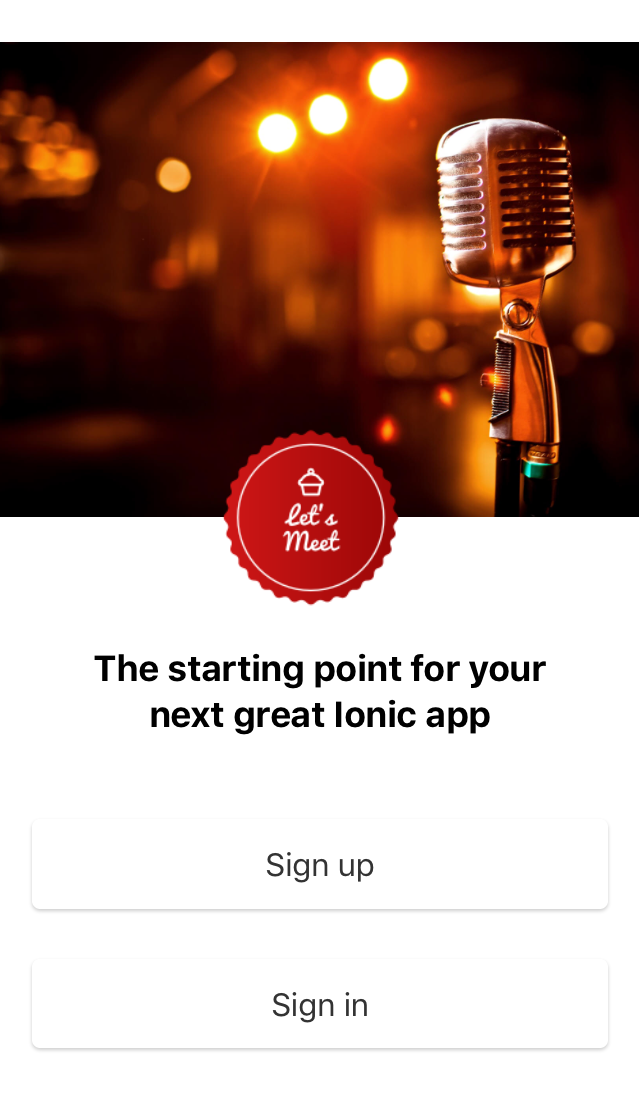 Let's
Meet
The starting point for your
next great Ionic app
Sign up
Sign in